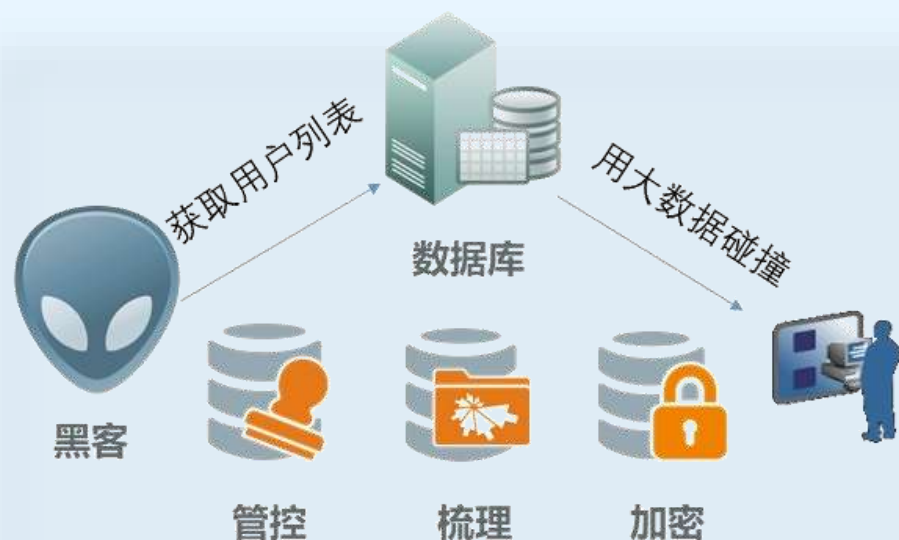 获取用户列表
用大数据碰撞
数据库
黑客
管控
梳理
加密